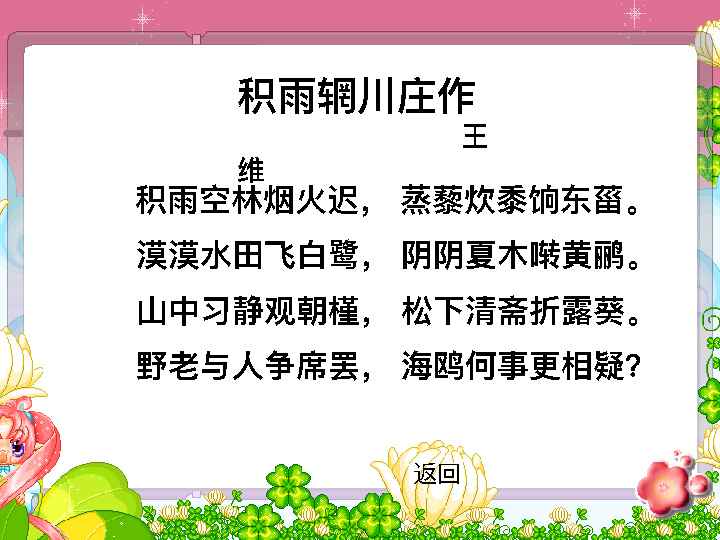 积雨辋川庄作
王
维
积雨空林烟火迟， 蒸藜炊黍饷东菑。
漠漠水田飞白鹭， 阴阴夏木啭黄鹂。
山中习静观朝槿， 松下清斋折露葵。
野老与人争席罢， 海鸥何事更相疑?
返回